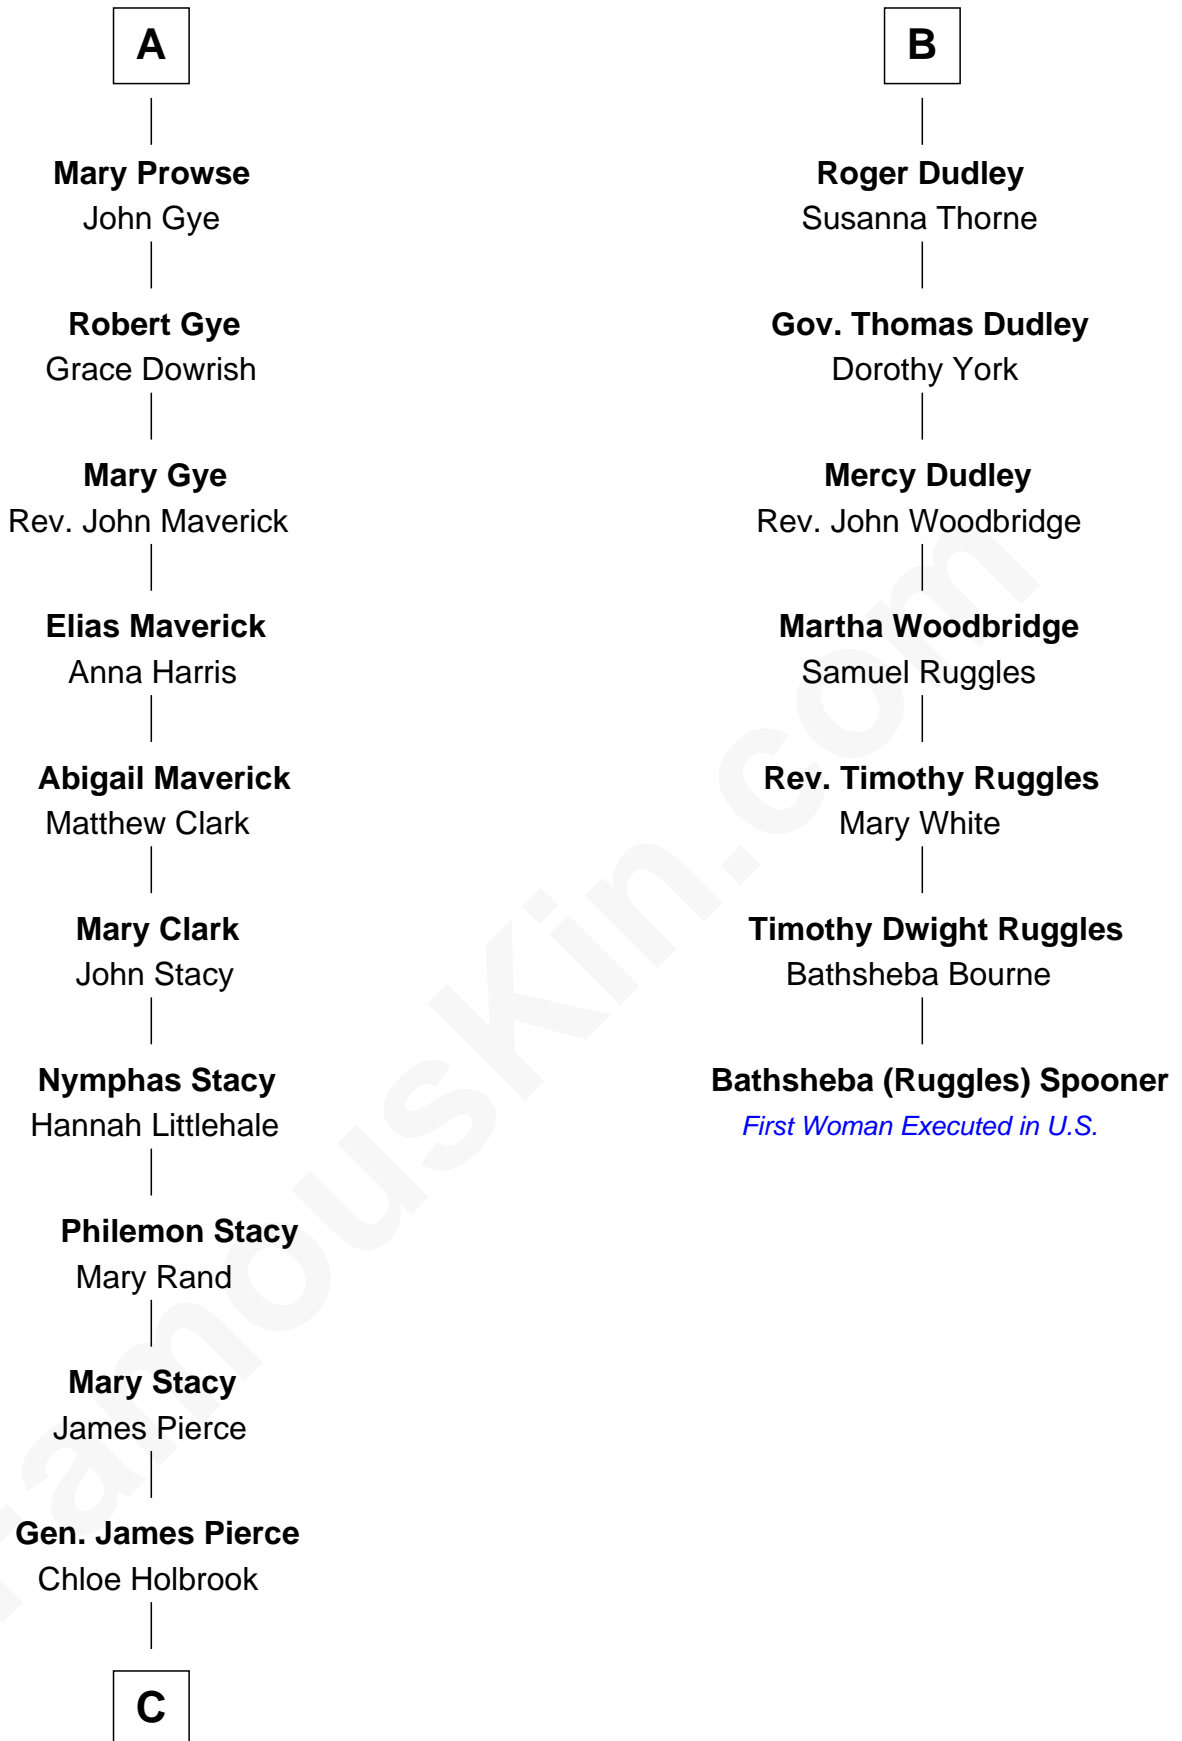 A
Mary Prowse
John Gye
Robert Gye
Grace Dowrish
Mary Gye
Rev. John Maverick
Elias Maverick
Anna Harris
Abigail Maverick
Matthew Clark
Mary Clark
John Stacy
Nymphas Stacy
Hannah Littlehale
Philemon Stacy
Mary Rand
Mary Stacy
James Pierce
Gen. James Pierce
Chloe Holbrook
C
B
Roger Dudley
Susanna Thorne
Gov. Thomas Dudley
Dorothy York
Mercy Dudley
Rev. John Woodbridge
Martha Woodbridge
Samuel Ruggles
Rev. Timothy Ruggles
Mary White
Timothy Dwight Ruggles
Bathsheba Bourne
Bathsheba (Ruggles) Spooner
First Woman Executed in U.S.
FamousKin.com